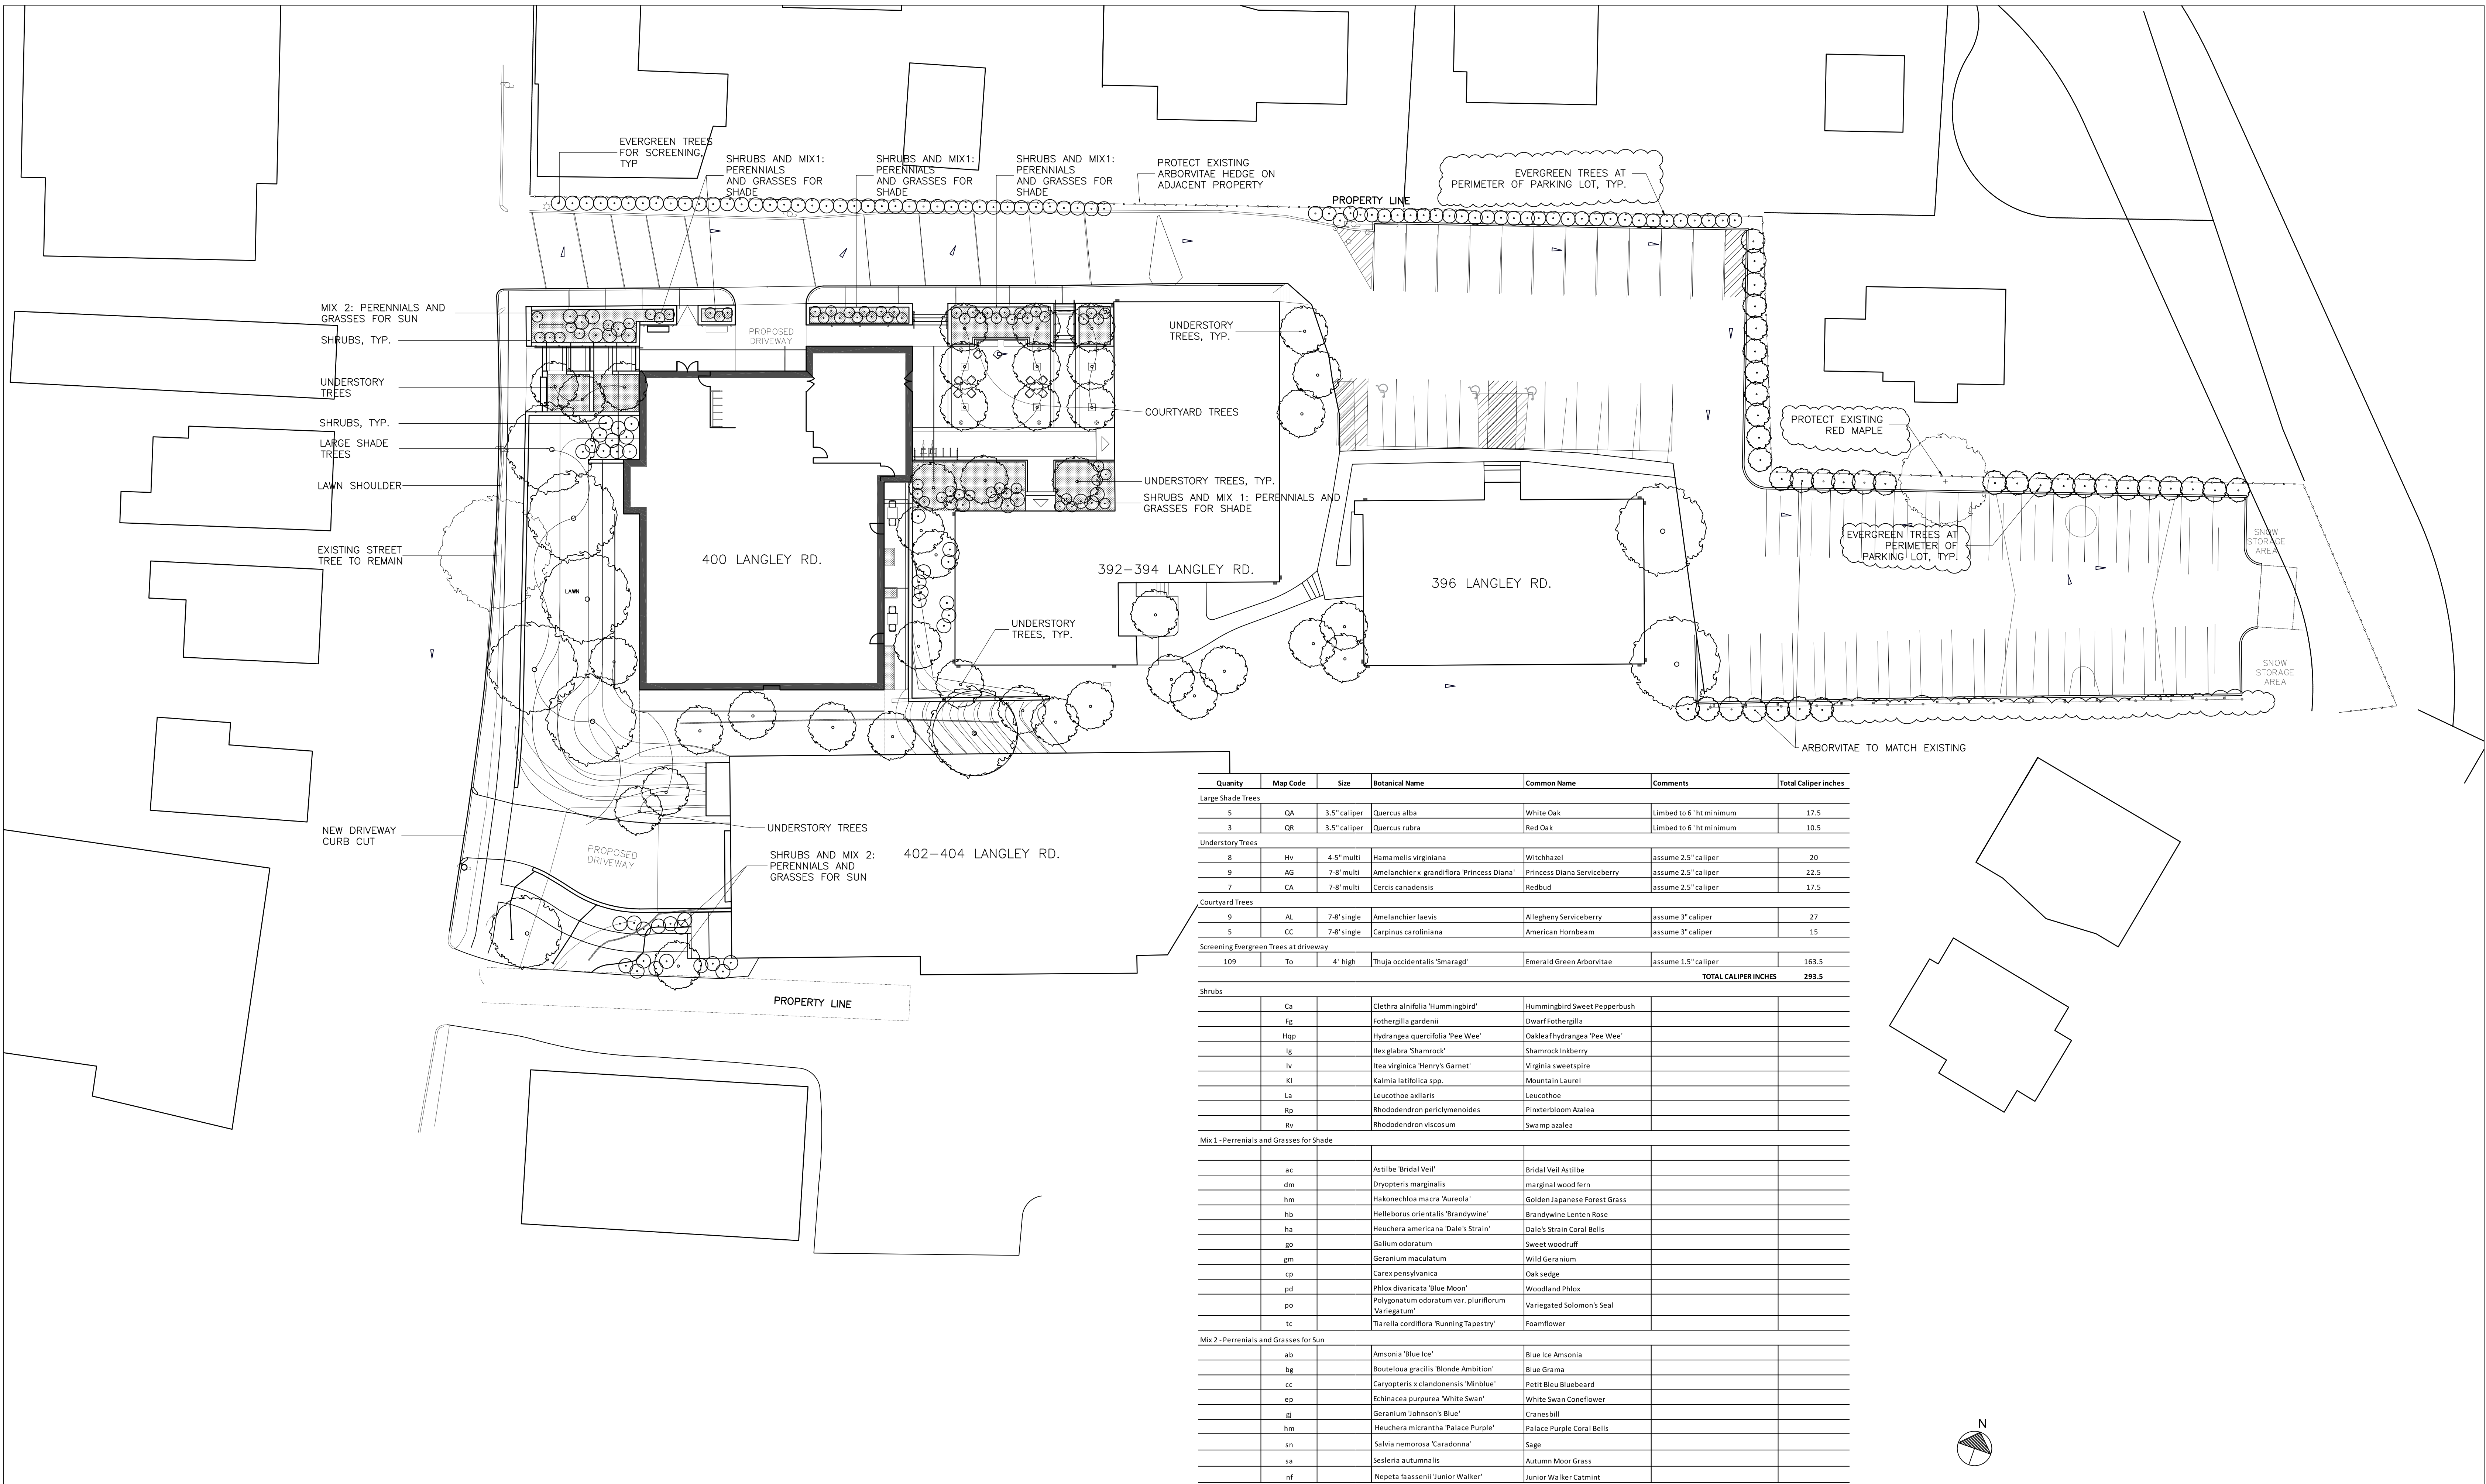 EVERGREEN TREES
FOR SCREENING,
TYP
SHRUBS AND MIX1:
PERENNIALS
AND GRASSES FOR
SHADE
SHRUBS AND MIX1:
PERENNIALS
AND GRASSES FOR
SHADE
SHRUBS AND MIX1:
PERENNIALS
AND GRASSES FOR
SHADE
PROTECT EXISTING
ARBORVITAE HEDGE ON
ADJACENT PROPERTY
EVERGREEN TREES AT
PERIMETER OF PARKING LOT, TYP.
PROPERTY LINE
MIX 2: PERENNIALS AND
GRASSES FOR SUN
SHRUBS, TYP.
UNDERSTORY
TREES
SHRUBS, TYP.
LARGE SHADE
TREES
LAWN SHOULDER
EXISTING STREET
TREE TO REMAIN
LAWN
NEW DRIVEWAY
CURB CUT
PROPOSED
DRIVEWAY
UNDERSTORY
TREES, TYP.
COURTYARD TREES
UNDERSTORY TREES, TYP.
SHRUBS AND MIX 1: PERENNIALS AND
GRASSES FOR SHADE
PROTECT EXISTING
RED MAPLE
EVERGREEN TREES AT
PERIMETER OF
PARKING LOT, TYP.
SNOW
STORAGE
AREA
SNOW
STORAGE
AREA
400 LANGLEY RD.
392-394 LANGLEY RD.
396 LANGLEY RD.
UNDERSTORY
TREES, TYP.
ARBORVITAE TO MATCH EXISTING
UNDERSTORY TREES
PROPOSED
DRIVEWAY
SHRUBS AND MIX 2:
PERENNIALS AND
GRASSES FOR SUN
402-404 LANGLEY RD.
PROPERTY LINE
Quanity Map Code Size Botanical Name Common Name Comments Total Caliper inches
Large Shade Trees
5 QA 3.5" caliper Quercus alba White Oak Limbed to 6 ' ht minimum 17.5
3 QR 3.5" caliper Quercus rubra Red Oak Limbed to 6 ' ht minimum 10.5
Understory Trees
8 Hv 4-5" multi Hamamelis virginiana Witchhazel assume 2.5" caliper 20
9 AG 7-8' multi Amelanchier x grandiflora 'Princess Diana' Princess Diana Serviceberry assume 2.5" caliper 22.5
7 CA 7-8' multi Cercis canadensis Redbud assume 2.5" caliper 17.5
Courtyard Trees
9 AL 7-8' single Amelanchier laevis Allegheny Serviceberry assume 3" caliper 27
5 CC 7-8' single Carpinus caroliniana American Hornbeam assume 3" caliper 15
Screening Evergreen Trees at driveway
109 To 4' high Thuja occidentalis 'Smaragd' Emerald Green Arborvitae assume 1.5" caliper 163.5
TOTAL CALIPER INCHES 293.5
Shrubs
Ca Clethra alnifolia 'Hummingbird' Hummingbird Sweet Pepperbush
Fg Fothergilla gardenii Dwarf Fothergilla
Hqp Hydrangea quercifolia 'Pee Wee' Oakleaf hydrangea 'Pee Wee'
Ig Ilex glabra 'Shamrock' Shamrock Inkberry
Iv Itea virginica 'Henry's Garnet' Virginia sweetspire
Kl Kalmia latifolica spp. Mountain Laurel
La Leucothoe axllaris Leucothoe
Rp Rhododendron periclymenoides Pinxterbloom Azalea
Rv Rhododendron viscosum Swamp azalea
Mix 1 - Perrenials and Grasses for Shade
ac Astilbe 'Bridal Veil' Bridal Veil Astilbe
dm Dryopteris marginalis marginal wood fern
hm Hakonechloa macra 'Aureola' Golden Japanese Forest Grass
hb Helleborus orientalis 'Brandywine' Brandywine Lenten Rose
ha Heuchera americana 'Dale's Strain' Dale's Strain Coral Bells
go Galium odoratum Sweet woodruff
gm Geranium maculatum Wild Geranium
cp Carex pensylvanica Oak sedge
pd Phlox divaricata 'Blue Moon' Woodland Phlox
po Polygonatum odoratum var. pluriflorum
'Variegatum' Variegated Solomon's Seal
tc Tiarella cordiflora 'Running Tapestry' Foamflower
Mix 2 - Perrenials and Grasses for Sun
ab Amsonia 'Blue Ice' Blue Ice Amsonia
bg Bouteloua gracilis 'Blonde Ambition' Blue Grama
cc Caryopteris x clandonensis 'Minblue' Petit Bleu Bluebeard
ep Echinacea purpurea 'White Swan' White Swan Coneflower
gj Geranium 'Johnson's Blue' Cranesbill
hm Heuchera micrantha 'Palace Purple' Palace Purple Coral Bells
sn Salvia nemorosa 'Caradonna' Sage
sa Sesleria autumnalis Autumn Moor Grass
nf Nepeta faassenii 'Junior Walker' Junior Walker Catmint
N